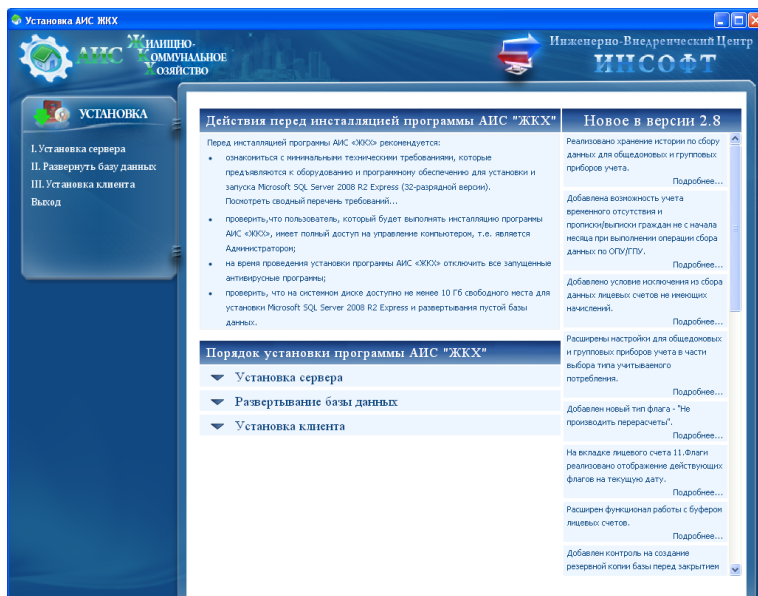 Установка АИС ЖКХ
АИС Жилищно-
Коммунальное
Хозяйство
Инженерно-Внедренческий Центр
ИНСОФТ
УСТАНОВКА
I. Установка сервера
II. Развернуть базу данных
III. Установка клиента
Выход
Действия перед инсталляцией программы АИС "ЖКХ"
Перед инсталляцией программы АИС «ЖКХ» рекомендуется:
• ознакомиться с минимальными техническими требованиями, которые
предъявляются к оборудованию и программному обеспечению для установки и
запуска Microsoft SQL Server 2008 R2 Express (32-разрядной версии).
Посмотреть сводный перечень требований...
• проверить,что пользователь, который будет выполнять инсталляцию программы
АИС «ЖКХ», имеет полный доступ на управление компьютером, т.е. является
Администратором;
• на время проведения установки программы АИС «ЖКХ» отключить все запущенные
антивирусные программы;
• проверить, что на системном диске доступно не менее 10 Гб свободного места для
установки Microsoft SQL Server 2008 R2 Express и развертывания пустой базы
данных.
Порядок установки программы АИС "ЖКХ"
Установка сервера
Развертывание базы данных
Установка клиента
Новое в версии 2.8
Реализовано хранение истории по сбору
данных для общедомовых и групповых
приборов учета.
Подробнее...
Добавлена возможность учета
временного отсутствия и
прописки/выписки граждан не с начала
месяца при выполнении операции сбора
данных по ОПУ/ГПУ.
Подробнее...
Добавлено условие исключения из сбора
данных лицевых счетов не имеющих
начислений.
Подробнее...
Расширены настройки для общедомовых
и групповых приборов учета в части
выбора типа учитываемого
потребления.
Подробнее...
Добавлен новый тип флага - "Не
производить перерасчеты".
Подробнее...
На вкладке лицевого счета 11.Флаги
реализовано отображение действующих
флагов на текущую дату.
Подробнее...
Расширен функционал работы с буфером
лицевых счетов.
Подробнее...
Добавлен контроль на создание
резервной копии базы перед закрытием